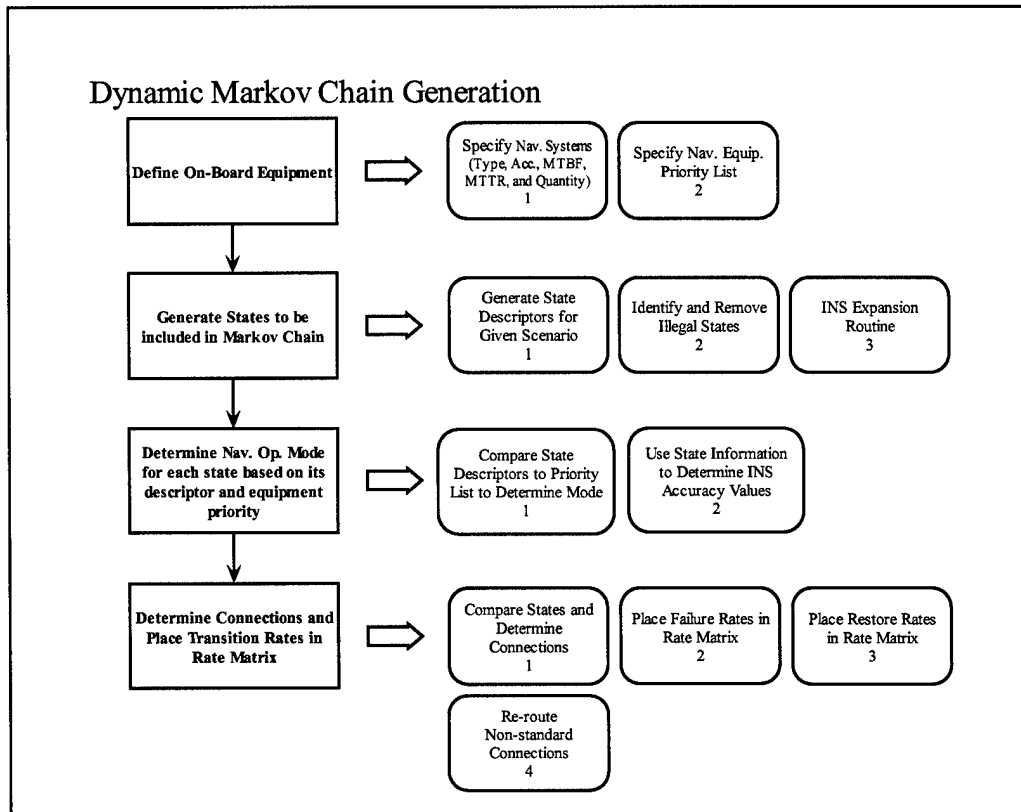 Dynamic Markov Chain Generation
Define On-Board Equipment
Specify Nav. Systems
(Type, Acc., MTBF,
MTTR, and Quantity)
1
Specify Nav. Equip.
Priority List
2
Generate States to be
included in Markov Chain
Generate State
Descriptors for
Given Scenario
1
Identify and Remove
Illegal States
2
INS Expansion
Routine
3
Determine Nav. Op. Mode
for each state based on its
descriptor and equipment
priority
Compare State
Descriptors to Priority
List to Determine Mode
1
Use State Information
to Determine INS
Accuracy Values
2
Determine Connections and
Place Transition Rates in
Rate Matrix
Compare States and
Determine
Connections
1
Place Failure Rates in
Rate Matrix
2
Place Restore Rates
in Rate Matrix
3
Re-route
Non-standard
Connections
4